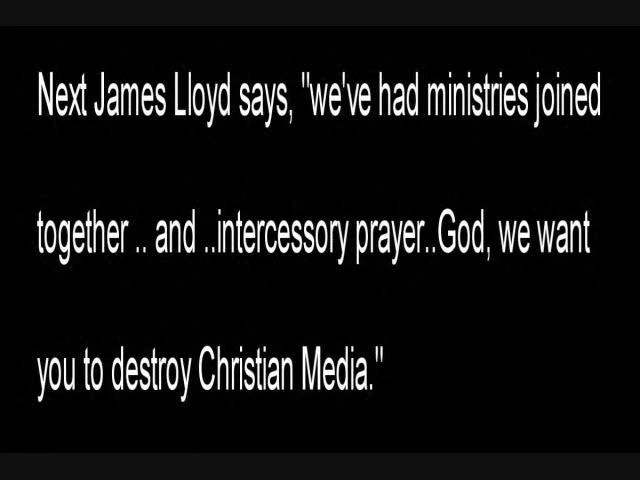 Next James Lloyd says, "we've had ministries joined
together .. and ..intercessory prayer..God, we want
you to destroy Christian Media."